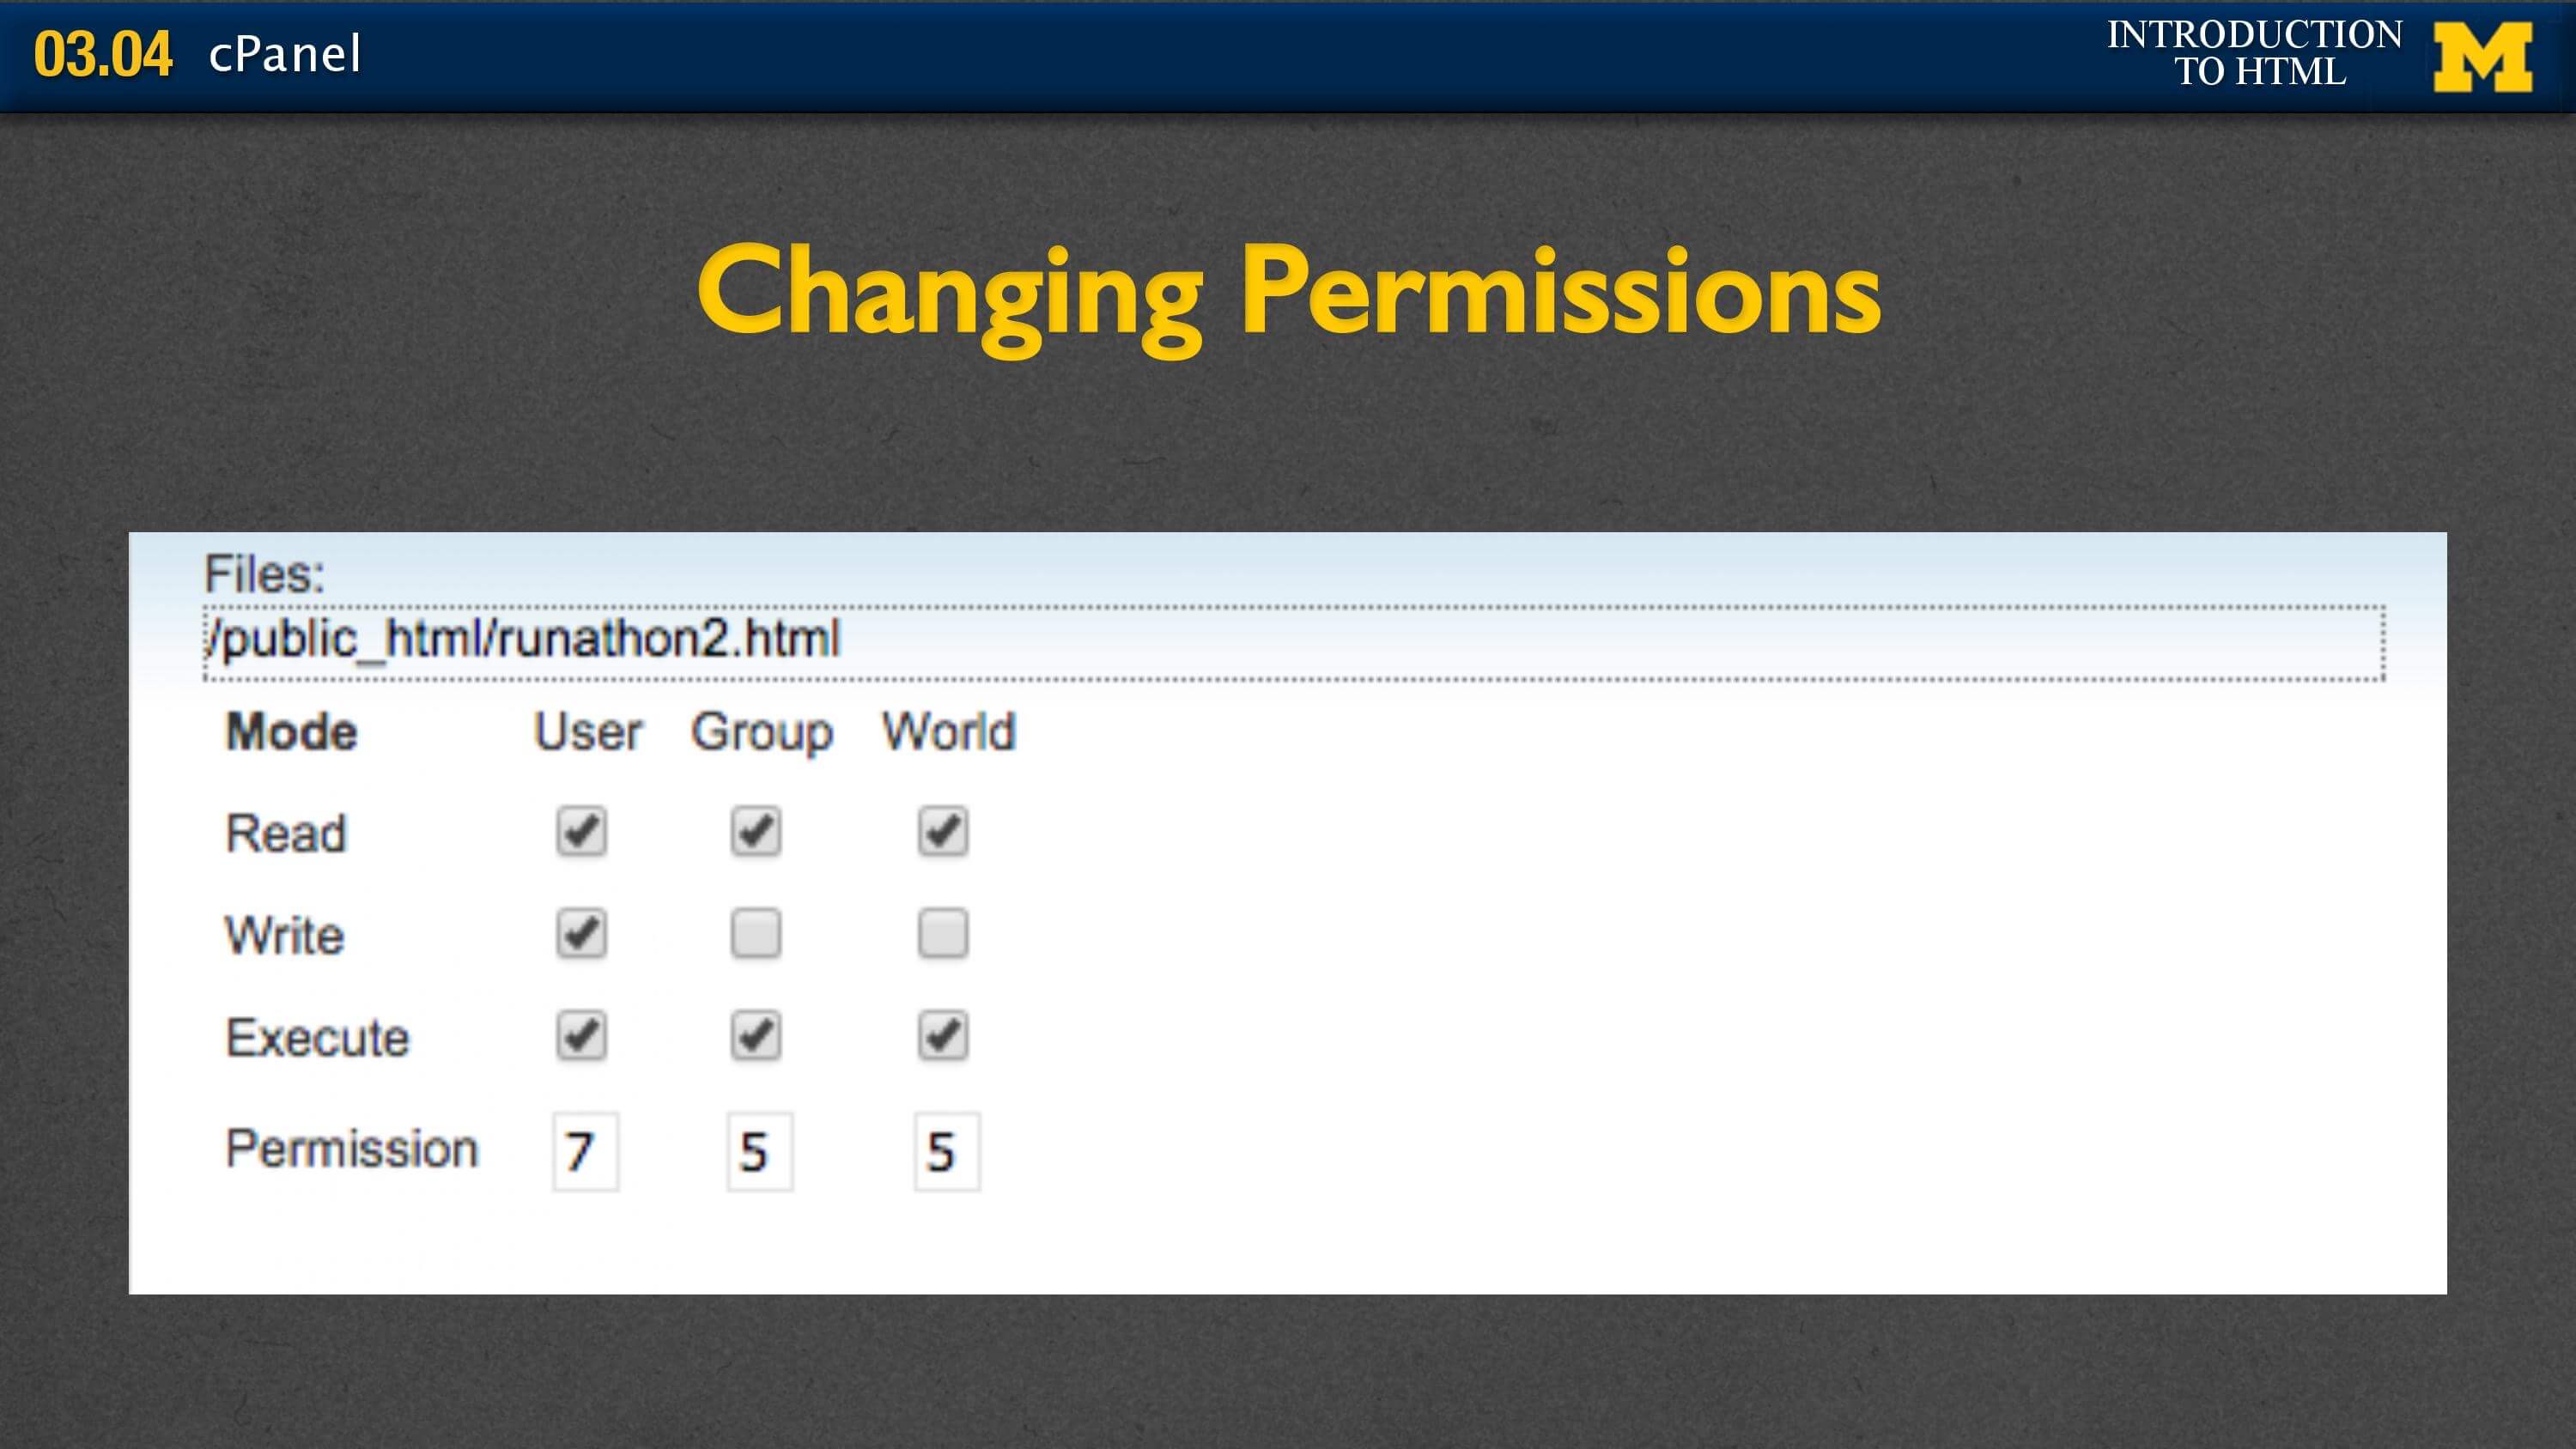 03.04 cPanel
INTRODUCTION
TO HTML
M
Changing Permissions
Files:
/public_html/runathon2.html
Mode User Group World
Read
Write
Execute
Permission 7 5 5